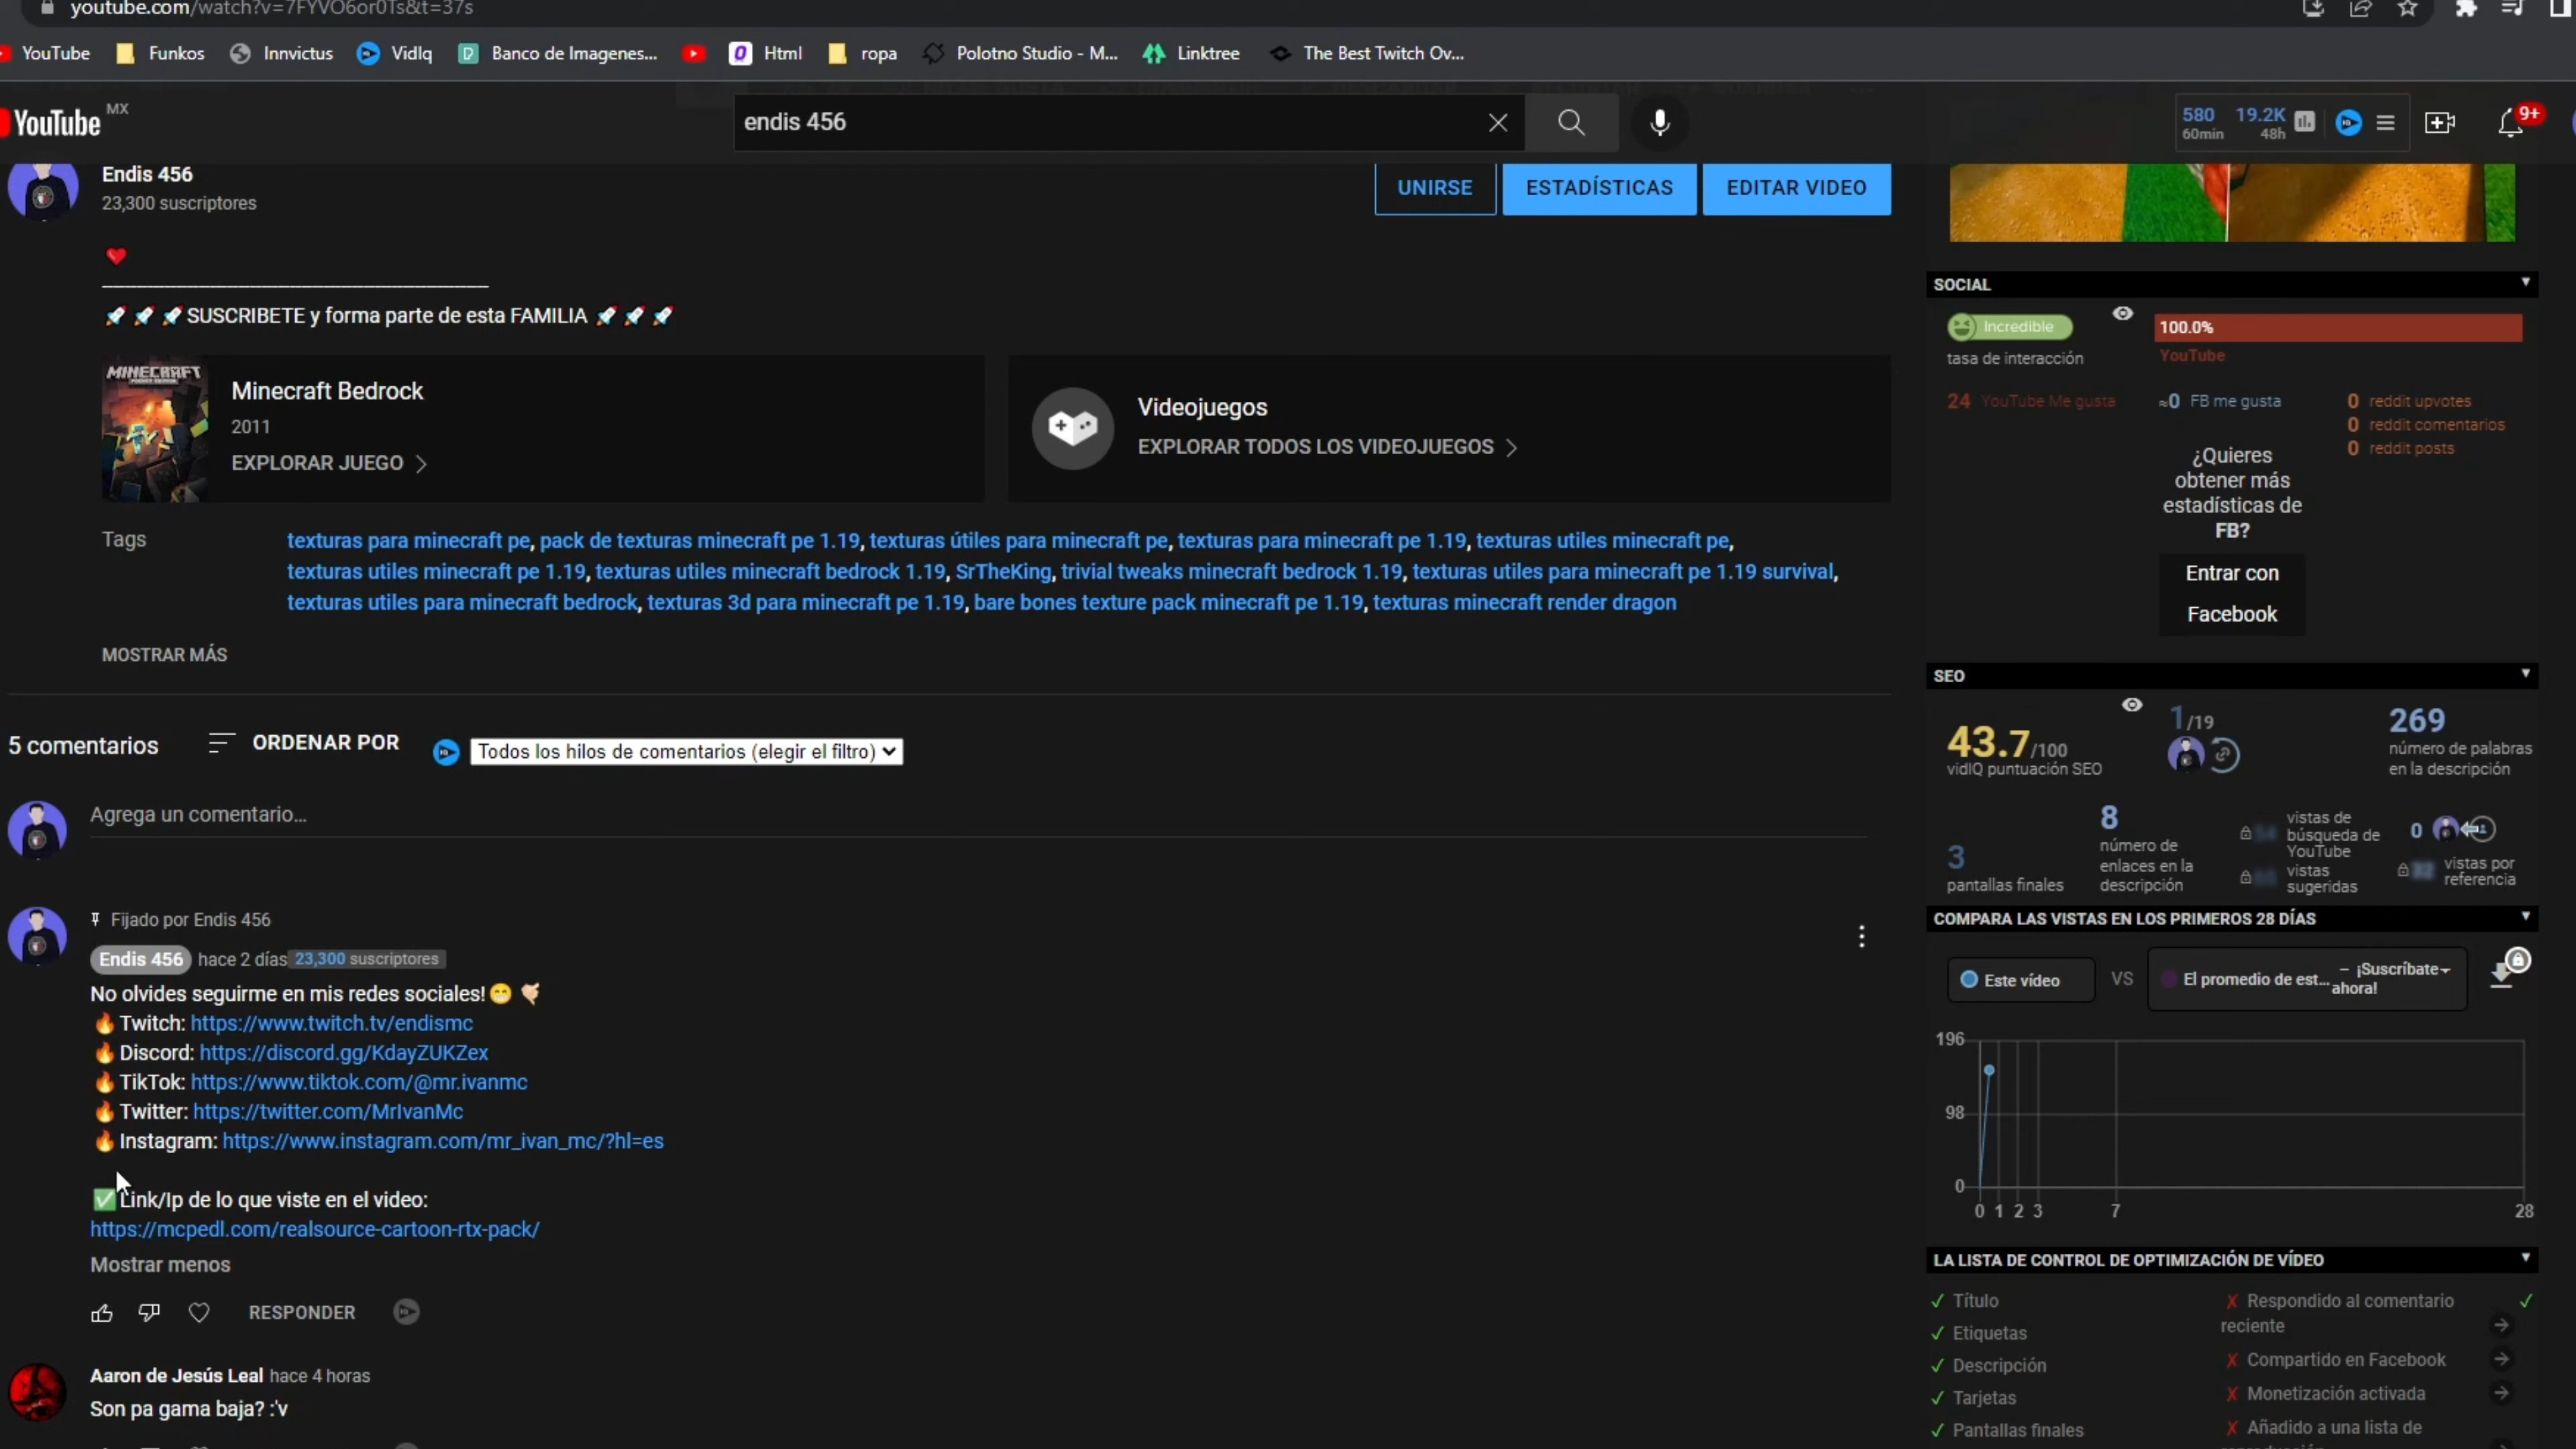 youtube.com/watch?v=7FYVO6or0Ts&t=37s
YouTube Funkos Innvictus VidIq Banco de Imagenes... Html ropa Polotno Studio - M... Linktree The Best Twitch Ov...
YouTube MX
endis 456
580 60min 19.2K 48h
9+
Endis 456
23,300 suscriptores
UNIRSE ESTADÍSTICAS EDITAR VIDEO
❤️
🚀 🚀 🚀 SUSCRIBETE y forma parte de esta FAMILIA 🚀 🚀 🚀
MINECRAFT
Minecraft Bedrock
2011
EXPLORAR JUEGO
Videojuegos
EXPLORAR TODOS LOS VIDEOJUEGOS
Tags
texturas para minecraft pe, pack de texturas minecraft pe 1.19, texturas útiles para minecraft pe, texturas para minecraft pe 1.19, texturas utiles minecraft pe,
texturas utiles minecraft pe 1.19, texturas utiles minecraft bedrock 1.19, SrTheKing, trivial tweaks minecraft bedrock 1.19, texturas utiles para minecraft pe 1.19 survival,
texturas utiles para minecraft bedrock, texturas 3d para minecraft pe 1.19, bare bones texture pack minecraft pe 1.19, texturas minecraft render dragon
MOSTRAR MÁS
5 comentarios ORDENAR POR Todos los hilos de comentarios (elegir el filtro)
Agrega un comentario...
Fijado por Endis 456
Endis 456 hace 2 días 23,300 suscriptores
No olvides seguirme en mis redes sociales!😁 🤙🏻
🔥Twitch: https://www.twitch.tv/endismc
🔥Discord: https://discord.gg/KdayZUKZex
🔥TikTok: https://www.tiktok.com/@mr.ivanmc
🔥Twitter: https://twitter.com/MrIvanMc
🔥Instagram: https://www.instagram.com/mr_ivan_mc/?hl=es
✅Link/Ip de lo que viste en el video:
https://mcpedl.com/realsource-cartoon-rtx-pack/
Mostrar menos
RESPONDER
Aaron de Jesús Leal hace 4 horas
Son pa gama baja? :'v
SOCIAL
Incredible
tasa de interacción
100.0%
YouTube
24 YouTube Me gusta
≈0 FB me gusta
0 reddit upvotes
0 reddit comentarios
0 reddit posts
¿Quieres
obtener más
estadísticas de
FB?
Entrar con
Facebook
SEO
43.7/100
vidIQ puntuación SEO
1/19
269
número de palabras
en la descripción
3
pantallas finales
8
número de
enlaces en la
descripción
vistas de
búsqueda de
YouTube
vistas
sugeridas
0
vistas por
referencia
COMPARA LAS VISTAS EN LOS PRIMEROS 28 DÍAS
Este vídeo VS El promedio de est... – ¡Suscríbate
ahora!
196
98
0
0 1 2 3 7 28
LA LISTA DE CONTROL DE OPTIMIZACIÓN DE VÍDEO
✓ Título
✓ Etiquetas
✓ Descripción
✓ Tarjetas
✓ Pantallas finales
✗ Respondido al comentario
reciente
✗ Compartido en Facebook
✗ Monetización activada
✗ Añadido a una lista de